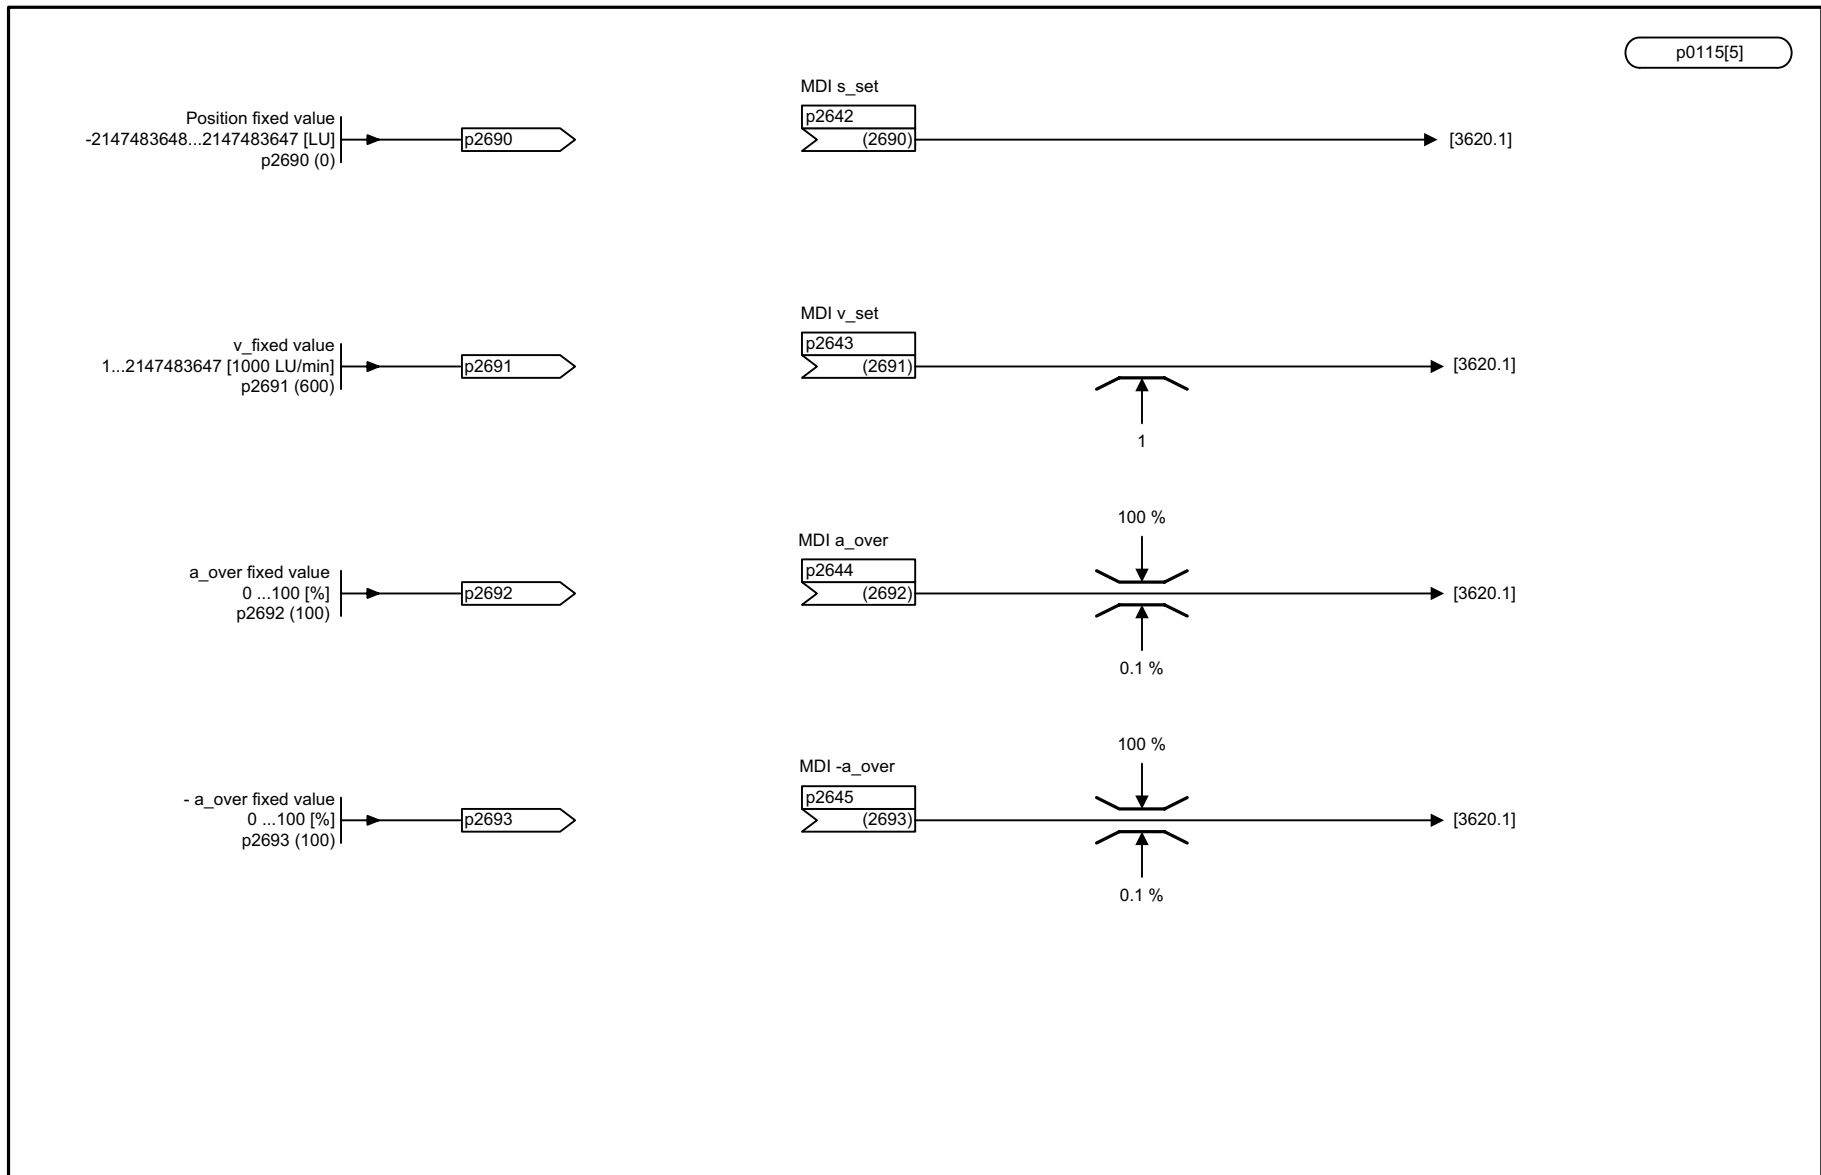 p0115[5]
Position fixed value
-2147483648...2147483647 [LU]
p2690 (0)
p2690
MDI s_set
p2642
(2690)
[3620.1]
v_fixed value
1...2147483647 [1000 LU/min]
p2691 (600)
p2691
MDI v_set
p2643
(2691)
[3620.1]
1
a_over fixed value
0 ...100 [%]
p2692 (100)
p2692
MDI a_over
p2644
(2692)
100 %
0.1 %
[3620.1]
- a_over fixed value
0 ...100 [%]
p2693 (100)
p2693
MDI -a_over
p2645
(2693)
100 %
0.1 %
[3620.1]